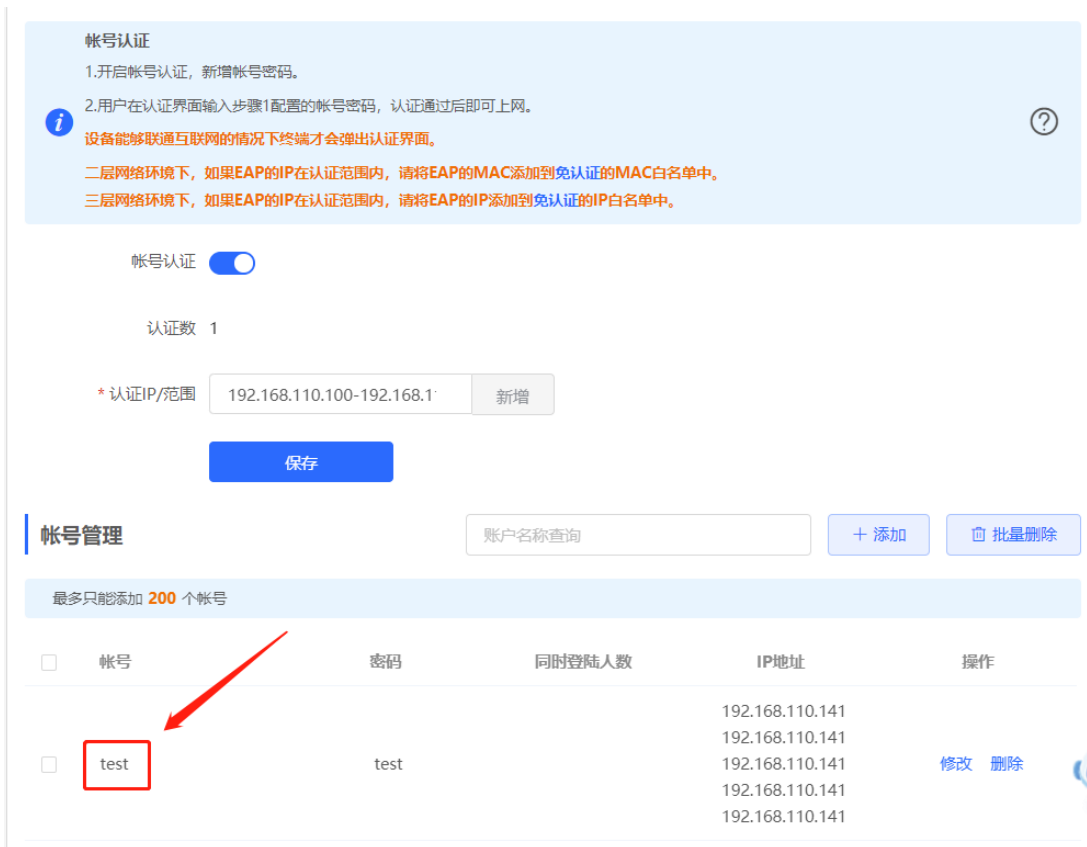 帐号认证
1.开启帐号认证，新增帐号密码。
2.用户在认证界面输入步骤1配置的帐号密码，认证通过后即可上网。
设备能够联通互联网的情况下终端才会弹出认证界面。
二层网络环境下，如果EAP的IP在认证范围内，请将EAP的MAC添加到免认证的MAC白名单中。
三层网络环境下，如果EAP的IP在认证范围内，请将EAP的IP添加到免认证的IP白名单中。
帐号认证
认证数 1
* 认证IP/范围 192.168.110.100-192.168.1 新增
保存
帐号管理 账户名称查询 + 添加 批量删除
最多只能添加 200 个帐号
帐号 密码 同时登陆人数 IP地址 操作
192.168.110.141
192.168.110.141
test test 192.168.110.141 修改 删除
192.168.110.141
192.168.110.141